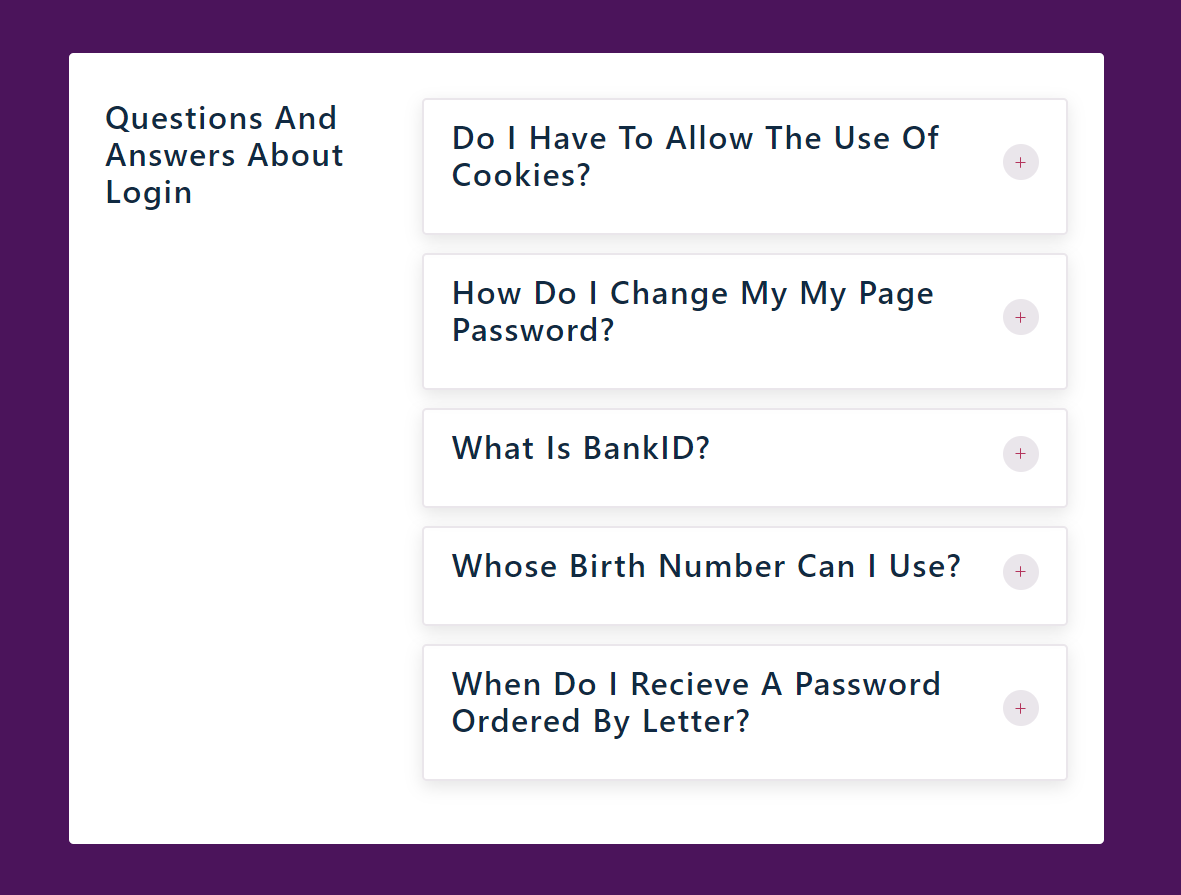 Questions And
Answers About
Login
Do I Have To Allow The Use Of
Cookies?
How Do I Change My My Page
Password?
What Is BankID?
Whose Birth Number Can I Use?
When Do I Recieve A Password
Ordered By Letter?